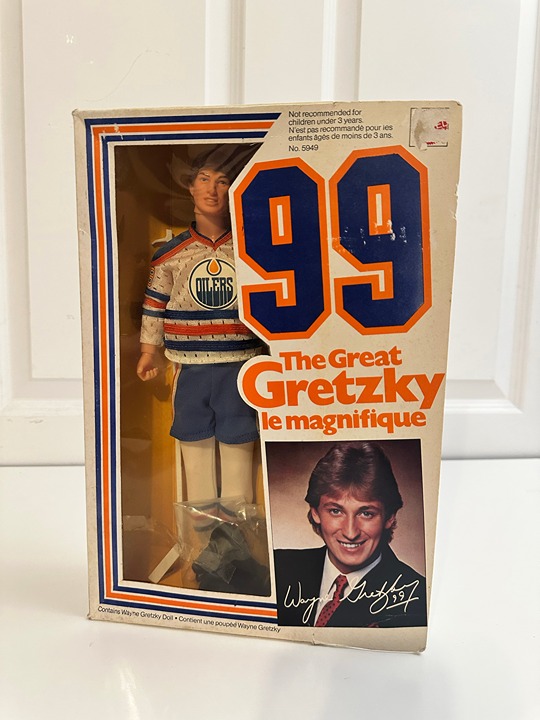 Not recommended for
children under 3 years.
N'est pas recommandé pour les
enfants âgés de moins de 3 ans.
No. 5949
99
OILERS
The Great
Gretzky
le magnifique
Wayne Gretzky
99
Contains Wayne Gretzky Doll • Contient une poupée Wayne Gretzky